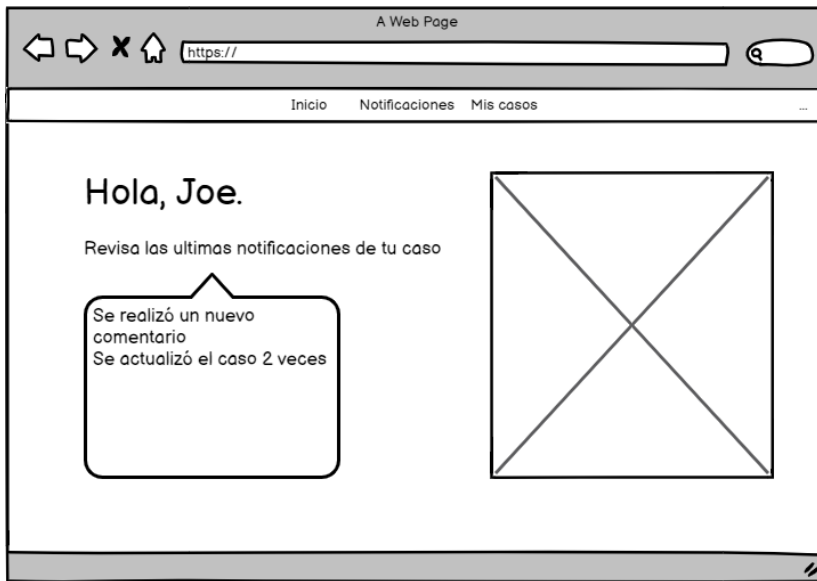 A Web Page
https://
Inicio Notificaciones Mis casos ...
Hola, Joe.
Revisa las ultimas notificaciones de tu caso
Se realizó un nuevo
comentario
Se actualizó el caso 2 veces